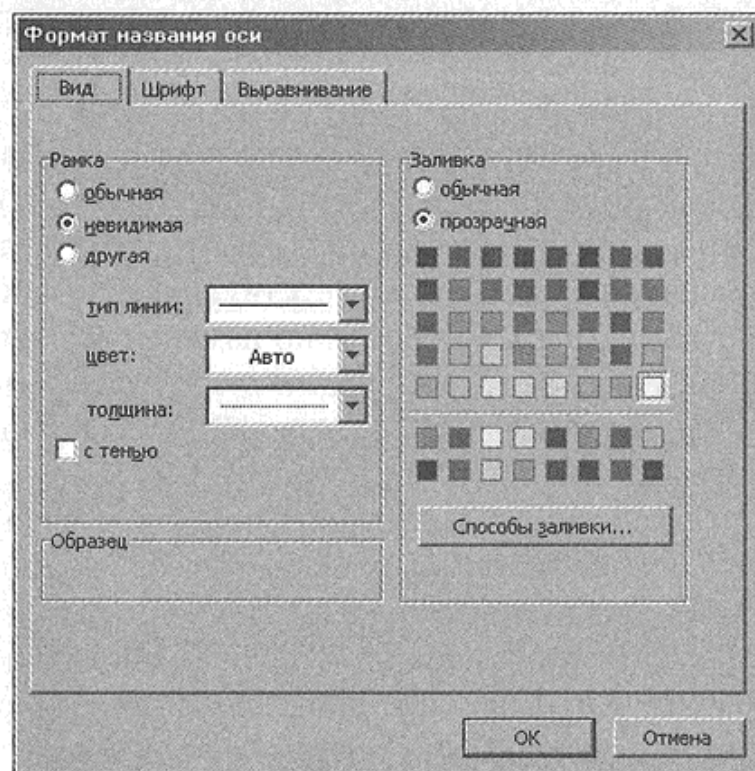 Формат названия оси
Вид Шрифт Выравнивание
Рамка
обычная
невидимая
другая
тип линии:
цвет: Авто
толщина:
с тенью
Образец
Заливка
обычная
прозрачная
Способы заливки...
OK Отмена